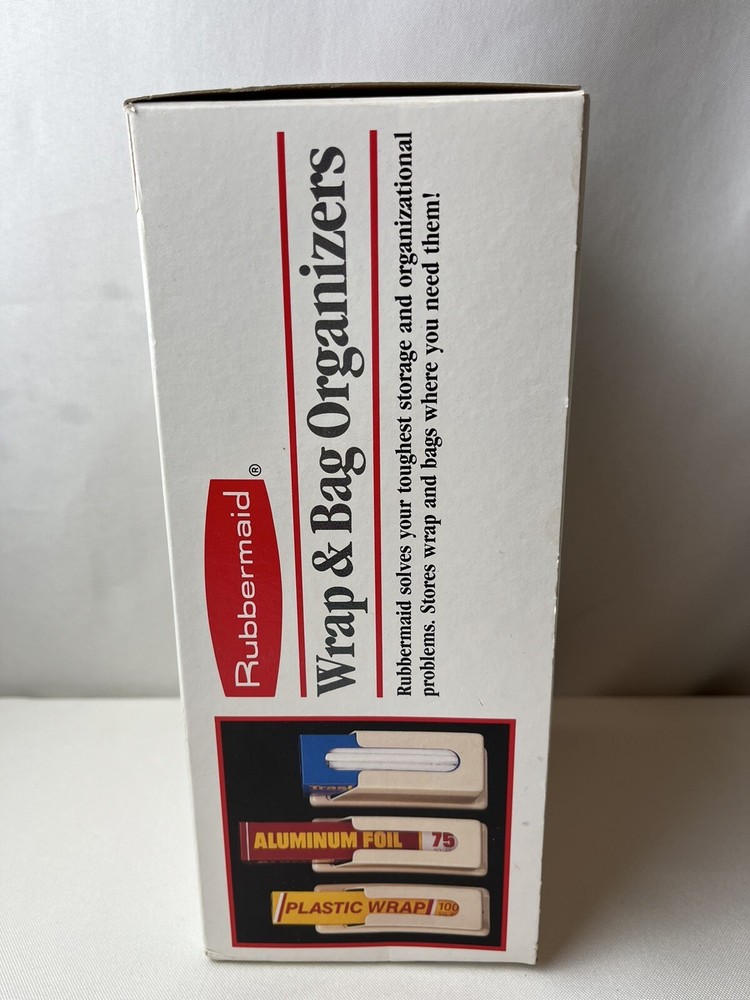 Rubbermaid ®
Wrap & Bag Organizers
Rubbermaid solves your toughest storage and organizational
problems. Stores wrap and bags where you need them!
Trash
ALUMINUM FOIL 75
PLASTIC WRAP 100